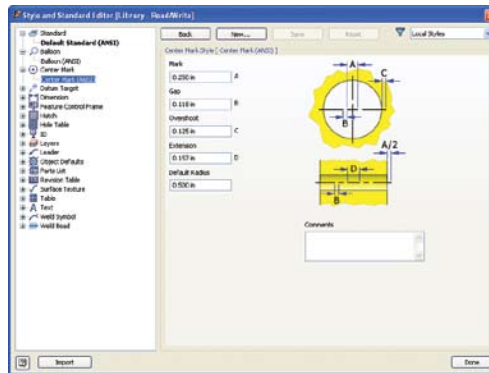 Style and Standard Editor [Library - Read/Write]
Back New... Save Reset Local Styles
Center Mark Style [ Center Mark (ANSI) ]
Standard
Default Standard (ANSI)
Balloon
Balloon (ANSI)
Center Mark
Center Mark (ANSI)
Datum Target
Dimension
Feature Control Frame
Hatch
Hole Table
ID
Layers
Leader
Object Defaults
Parts List
Revision Table
Surface Texture
Table
Text
Weld Symbol
Weld Bead
Mark
0.250 in A
Gap
0.118 in B
Overshoot
0.125 in C
Extension
0.157 in D
Default Radius
0.500 in
A
C
B
A/2
D
B
Comments
Import
Done